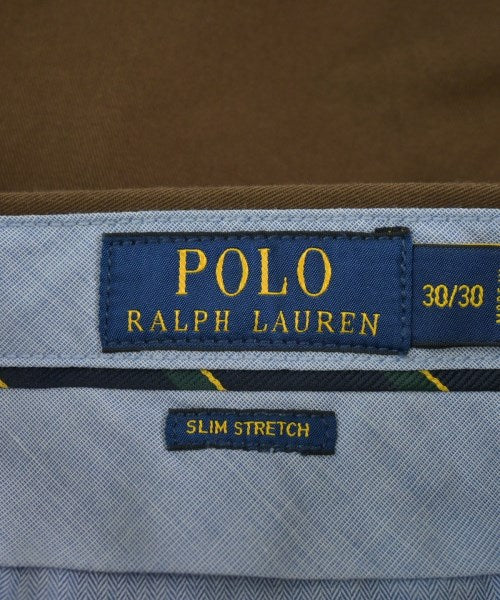 POLO
RALPH LAUREN
30/30
SLIM STRETCH